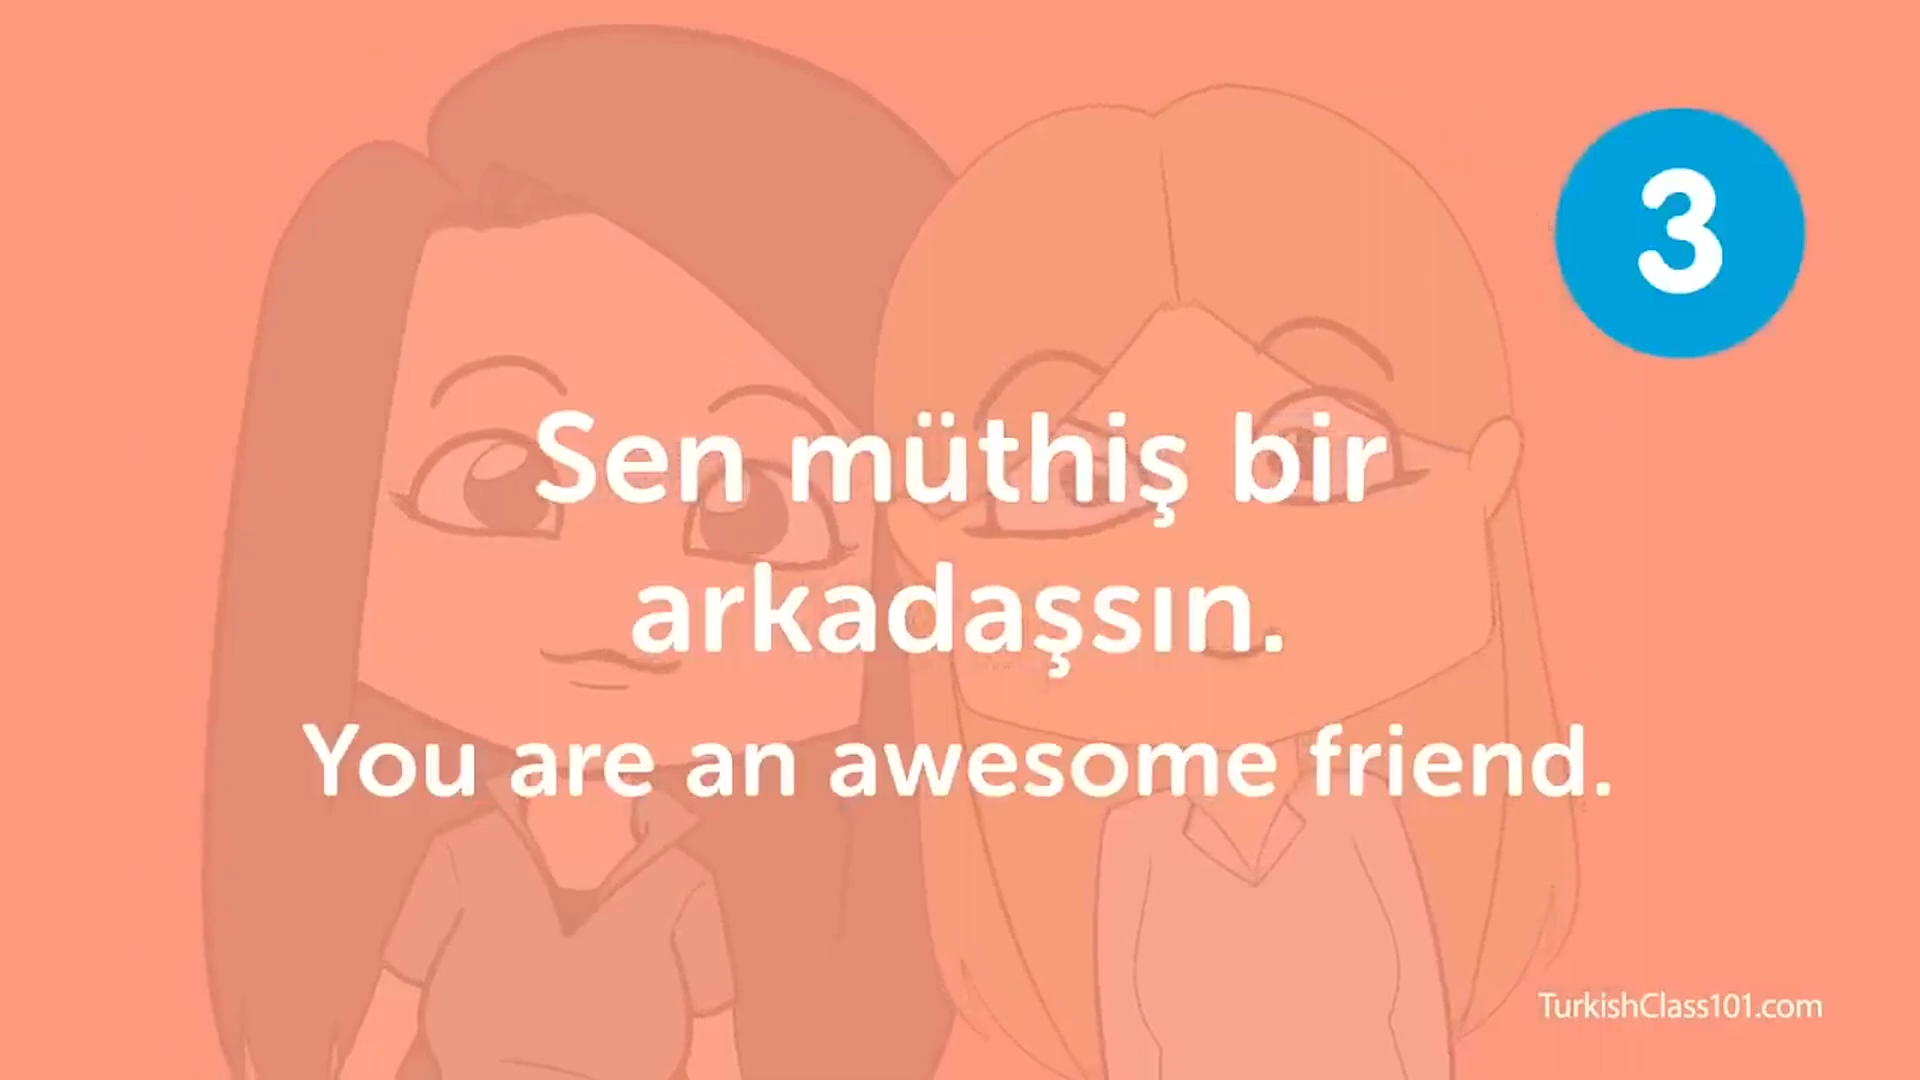 3
Sen müthiş bir
arkadaşsın.
You are an awesome friend.
TurkishClass101.com